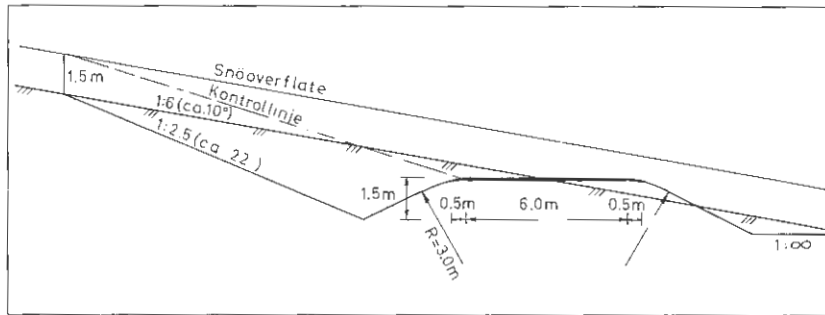 Snöoverflate
1.5m
Kontrollinje
1:6 (ca.10°)
1:2.5 (ca 22 )
1.5m
0.5m
6.0m
0.5m
R=3.0m
1:∞